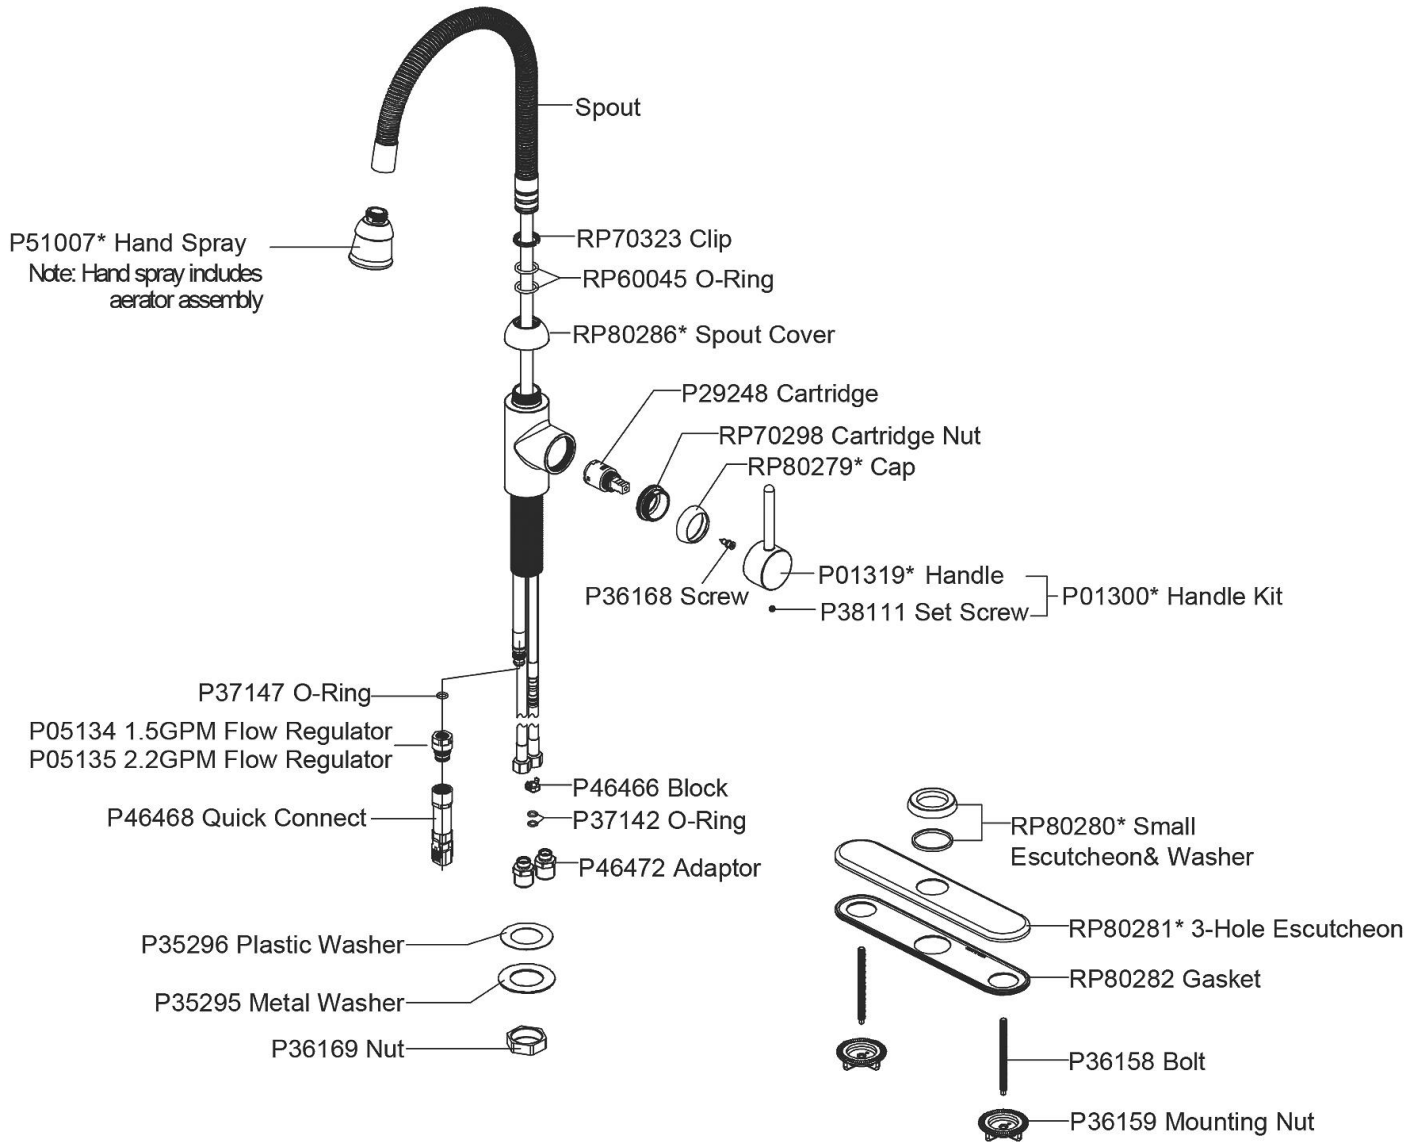 Spout
P51007* Hand Spray
Note: Hand spray includes
aerator assembly
RP70323 Clip
RP60045 O-Ring
RP80286* Spout Cover
P29248 Cartridge
RP70298 Cartridge Nut
RP80279* Cap
P36168 Screw
P01319* Handle
P38111 Set Screw
P01300* Handle Kit
P37147 O-Ring
P05134 1.5GPM Flow Regulator
P05135 2.2GPM Flow Regulator
P46468 Quick Connect
P46466 Block
P37142 O-Ring
P46472 Adaptor
P35296 Plastic Washer
P35295 Metal Washer
P36169 Nut
RP80280* Small
Escutcheon& Washer
RP80281* 3-Hole Escutcheon
RP80282 Gasket
P36158 Bolt
P36159 Mounting Nut